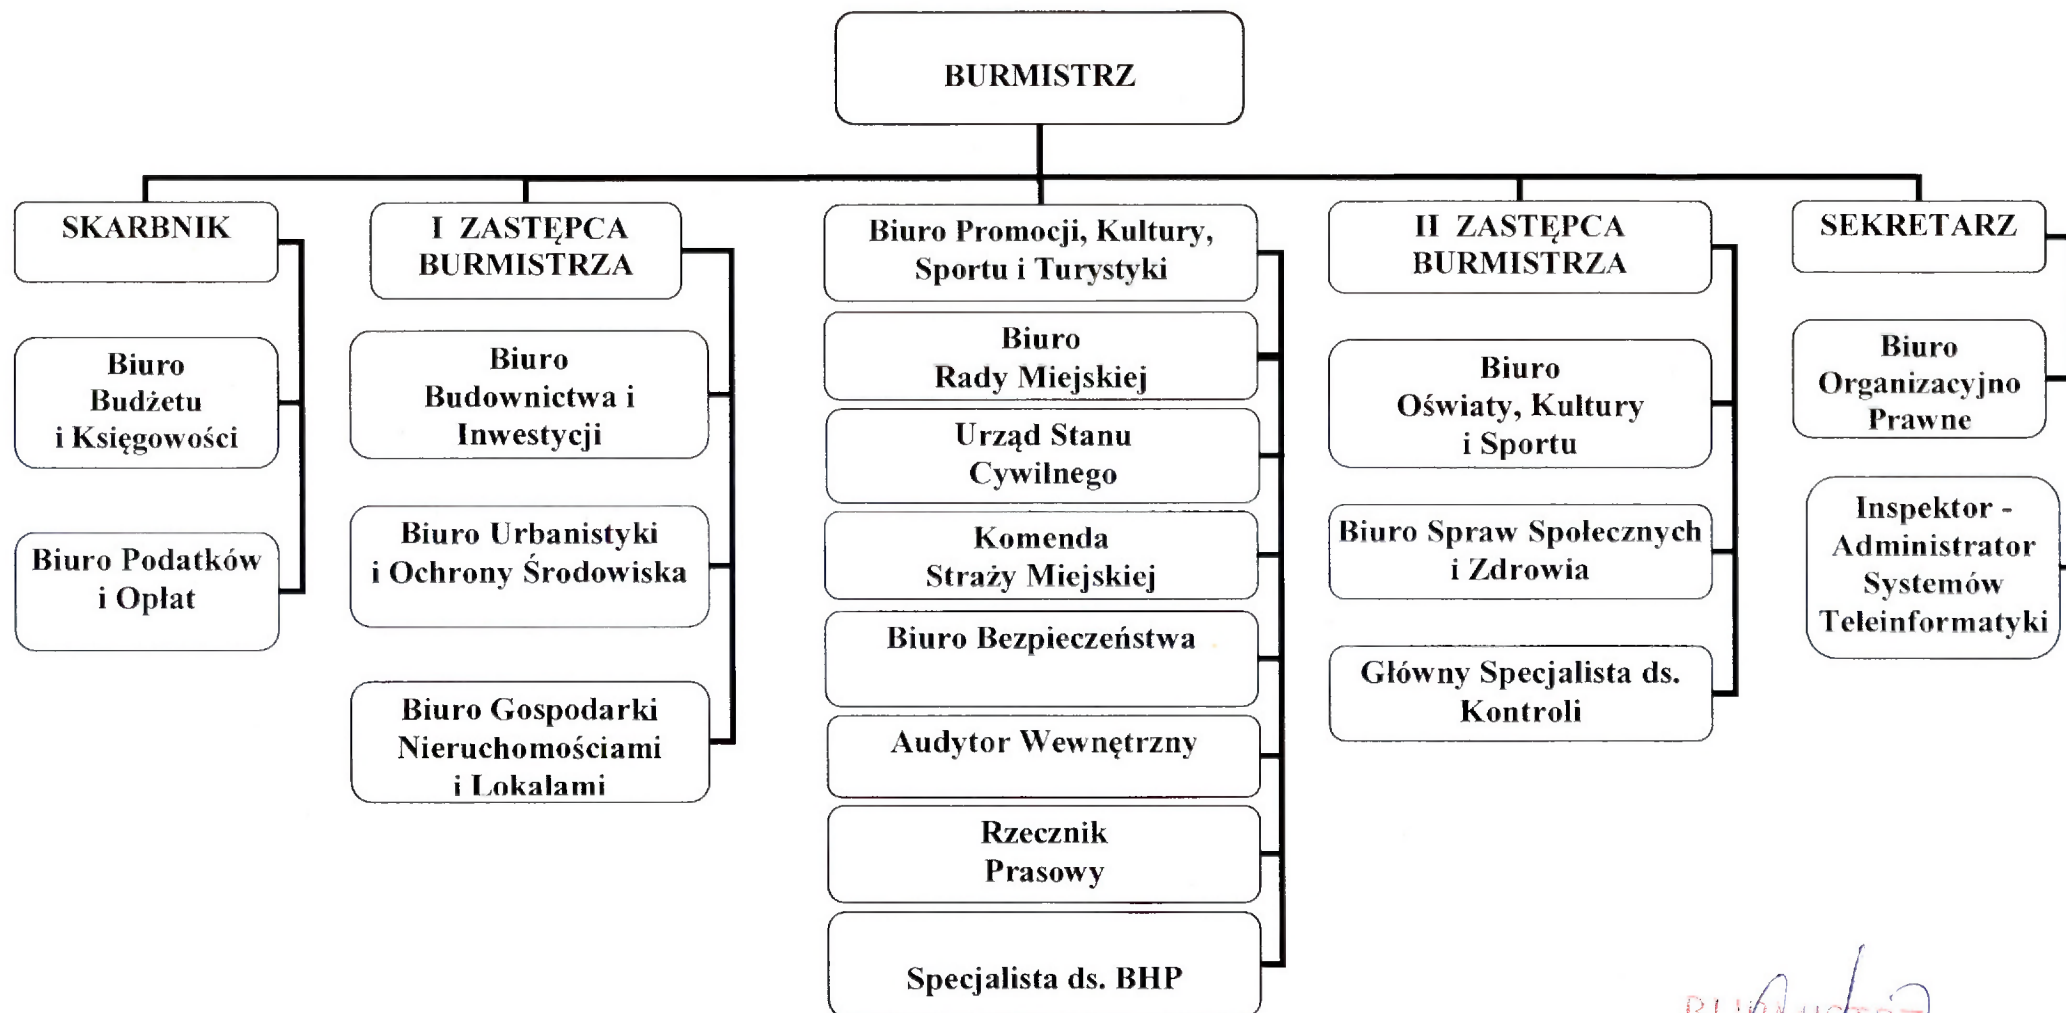 BURMISTRZ
SKARBNIK
Biuro
Budżetu
i Księgowości
Biuro Podatków
i Opłat
I ZASTĘPCA
BURMISTRZA
Biuro
Budownictwa i
Inwestycji
Biuro Urbanistyki
i Ochrony Środowiska
Biuro Gospodarki
Nieruchomościami
i Lokalami
Biuro Promocji, Kultury,
Sportu i Turystyki
Biuro
Rady Miejskiej
Urząd Stanu
Cywilnego
Komenda
Straży Miejskiej
Biuro Bezpieczeństwa
Audytor Wewnętrzny
Rzecznik
Prasowy
Specjalista ds. BHP
II ZASTĘPCA
BURMISTRZA
Biuro
Oświaty, Kultury
i Sportu
Biuro Spraw Społecznych
i Zdrowia
Główny Specjalista ds.
Kontroli
SEKRETARZ
Biuro
Organizacyjno
Prawne
Inspektor -
Administrator
Systemów
Teleinformatyki